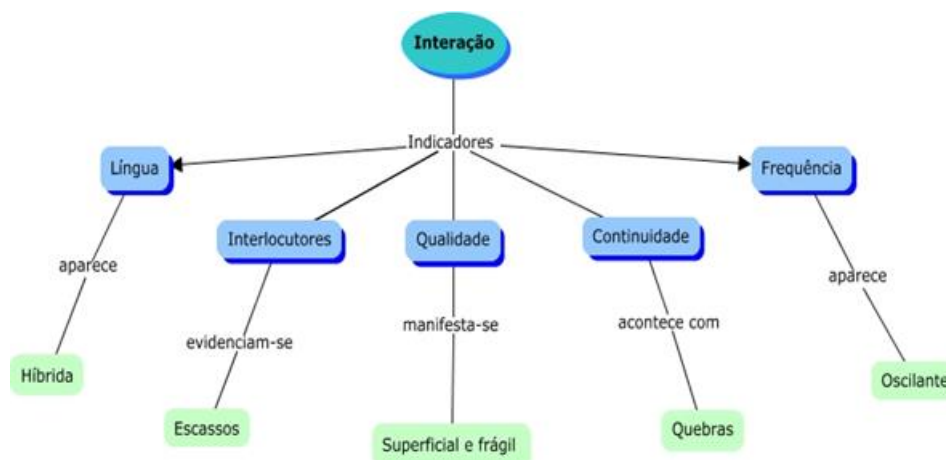 Interação
Indicadores
Língua
Frequência
Interlocutores
Qualidade
Continuidade
aparece
aparece
evidenciam-se
manifesta-se
acontece com
Híbrida
Oscilante
Escassos
Superficial e frágil
Quebras